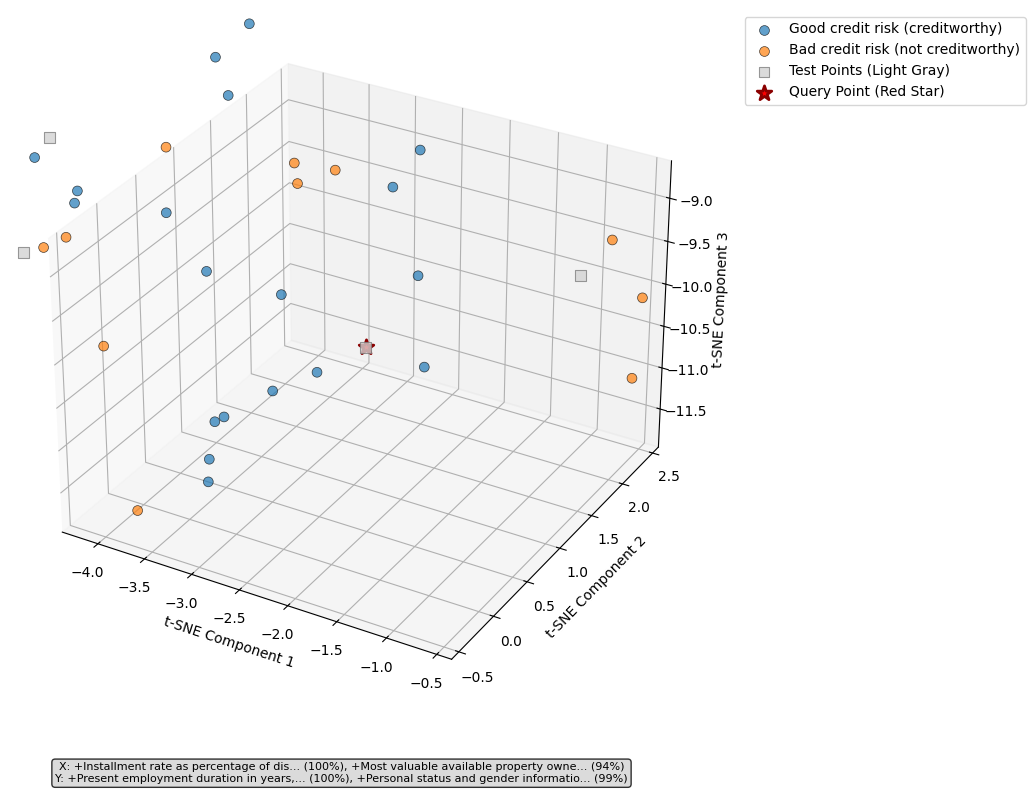 Good credit risk (creditworthy)
Bad credit risk (not creditworthy)
Test Points (Light Gray)
Query Point (Red Star)
−9.0
−9.5
−10.0
−10.5
−11.0
−11.5
t-SNE Component 3
2.5
2.0
1.5
1.0
0.5
0.0
−0.5
t-SNE Component 2
−4.0
−3.5
−3.0
−2.5
−2.0
−1.5
−1.0
−0.5
t-SNE Component 1
X: +Installment rate as percentage of dis... (100%), +Most valuable available property owne... (94%)
Y: +Present employment duration in years,... (100%), +Personal status and gender informatio... (99%)